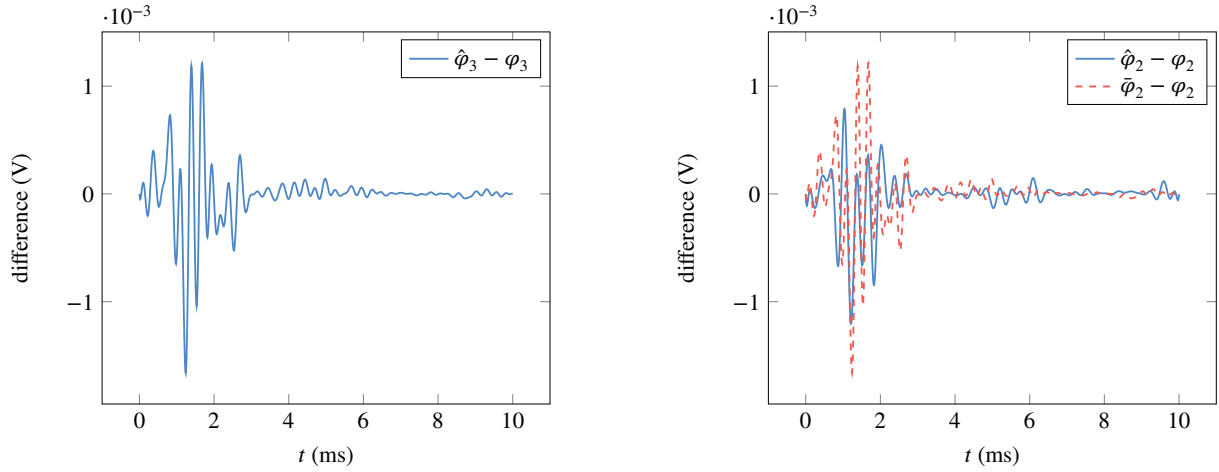 ·10⁻³
φ̂₃ − φ₃
1
0
−1
difference (V)
0 2 4 6 8 10
t (ms)
·10⁻³
φ̂₂ − φ₂
φ̄₂ − φ₂
1
0
−1
difference (V)
0 2 4 6 8 10
t (ms)